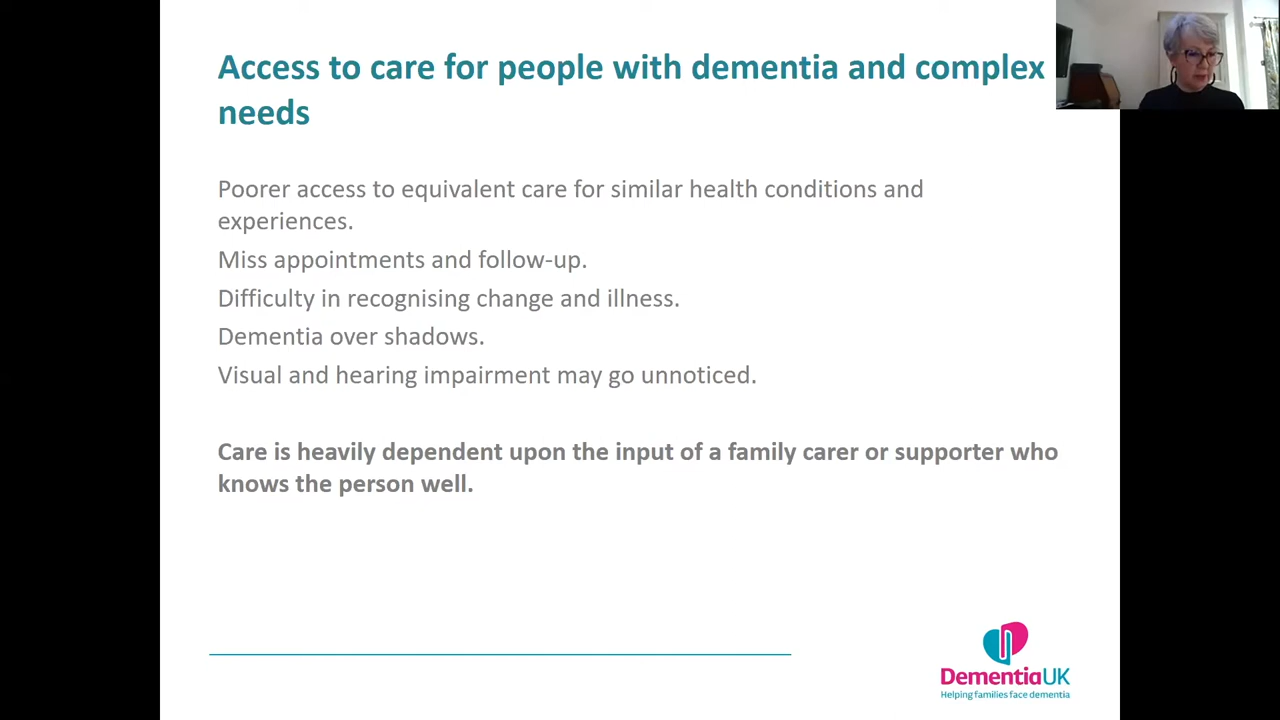 Access to care for people with dementia and complex
needs
Poorer access to equivalent care for similar health conditions and
experiences.
Miss appointments and follow-up.
Difficulty in recognising change and illness.
Dementia over shadows.
Visual and hearing impairment may go unnoticed.
Care is heavily dependent upon the input of a family carer or supporter who
knows the person well.
DementiaUK
Helping families face dementia